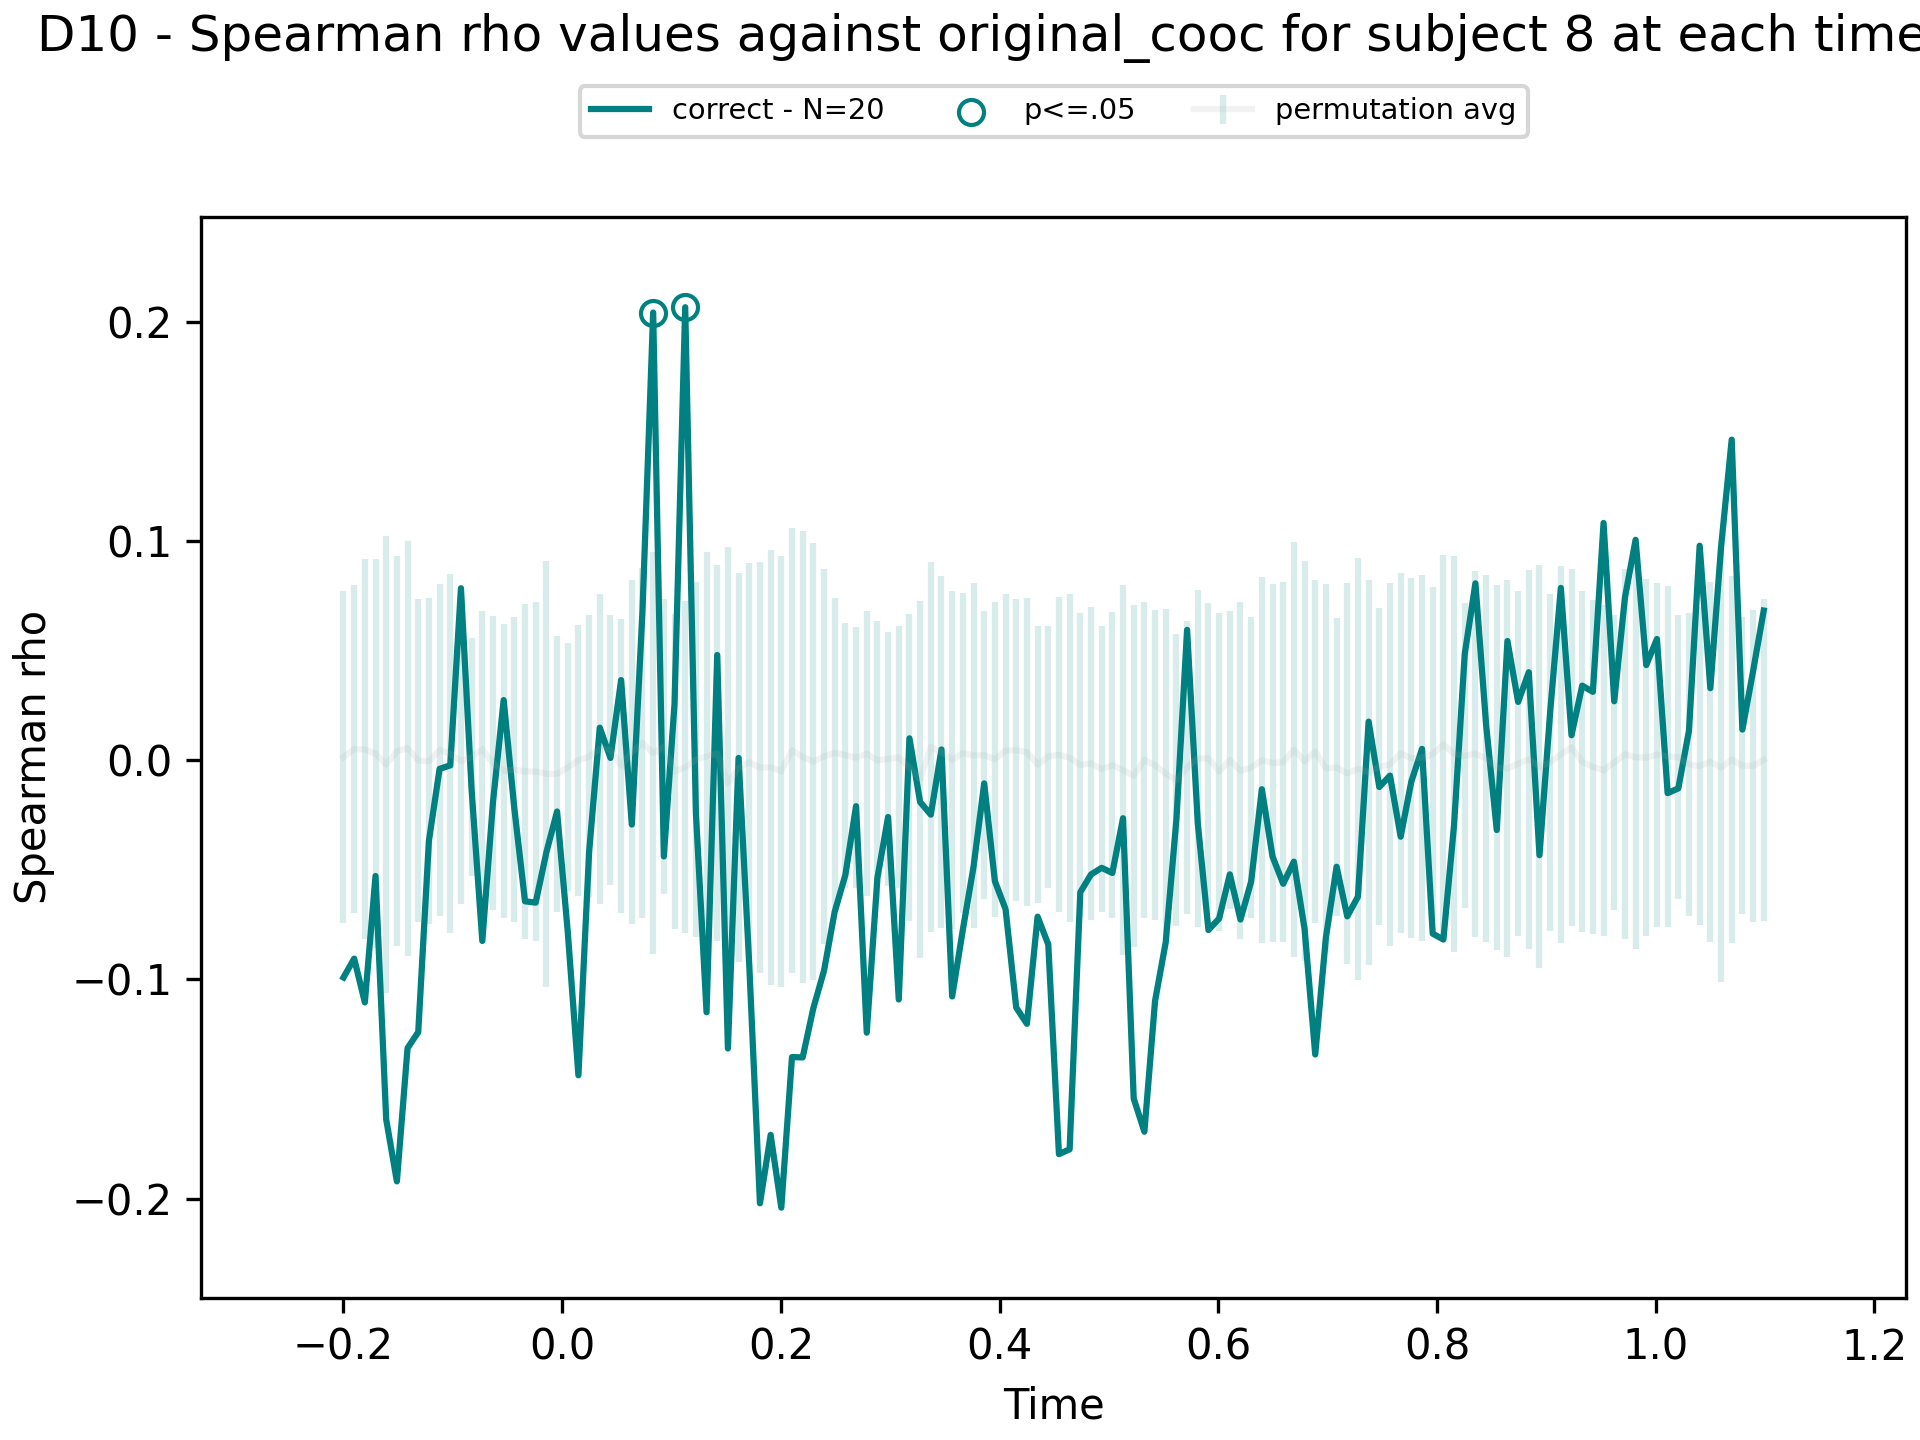 D10 - Spearman rho values against original_cooc for subject 8 at each time
correct - N=20 p<=.05 permutation avg
0.2
0.1
0.0
−0.1
−0.2
Spearman rho
−0.2 0.0 0.2 0.4 0.6 0.8 1.0 1.2
Time